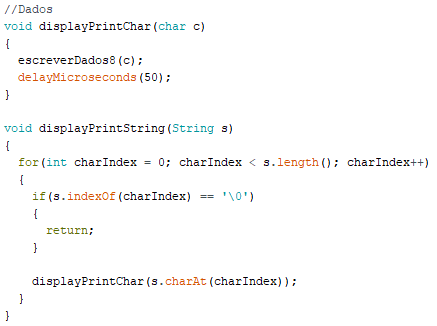 //Dados
void displayPrintChar(char c)
{
  escreverDados8(c);
  delayMicroseconds(50);
}

void displayPrintString(String s)
{
  for(int charIndex = 0; charIndex < s.length(); charIndex++)
  {
    if(s.indexOf(charIndex) == '\0')
    {
      return;
    }

    displayPrintChar(s.charAt(charIndex));
  }
}